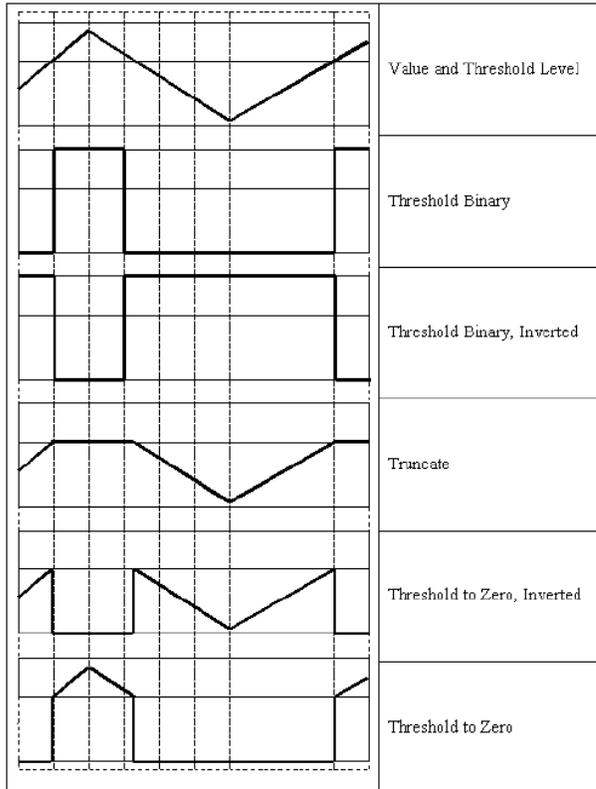 Value and Threshold Level
Threshold Binary
Threshold Binary, Inverted
Truncate
Threshold to Zero, Inverted
Threshold to Zero